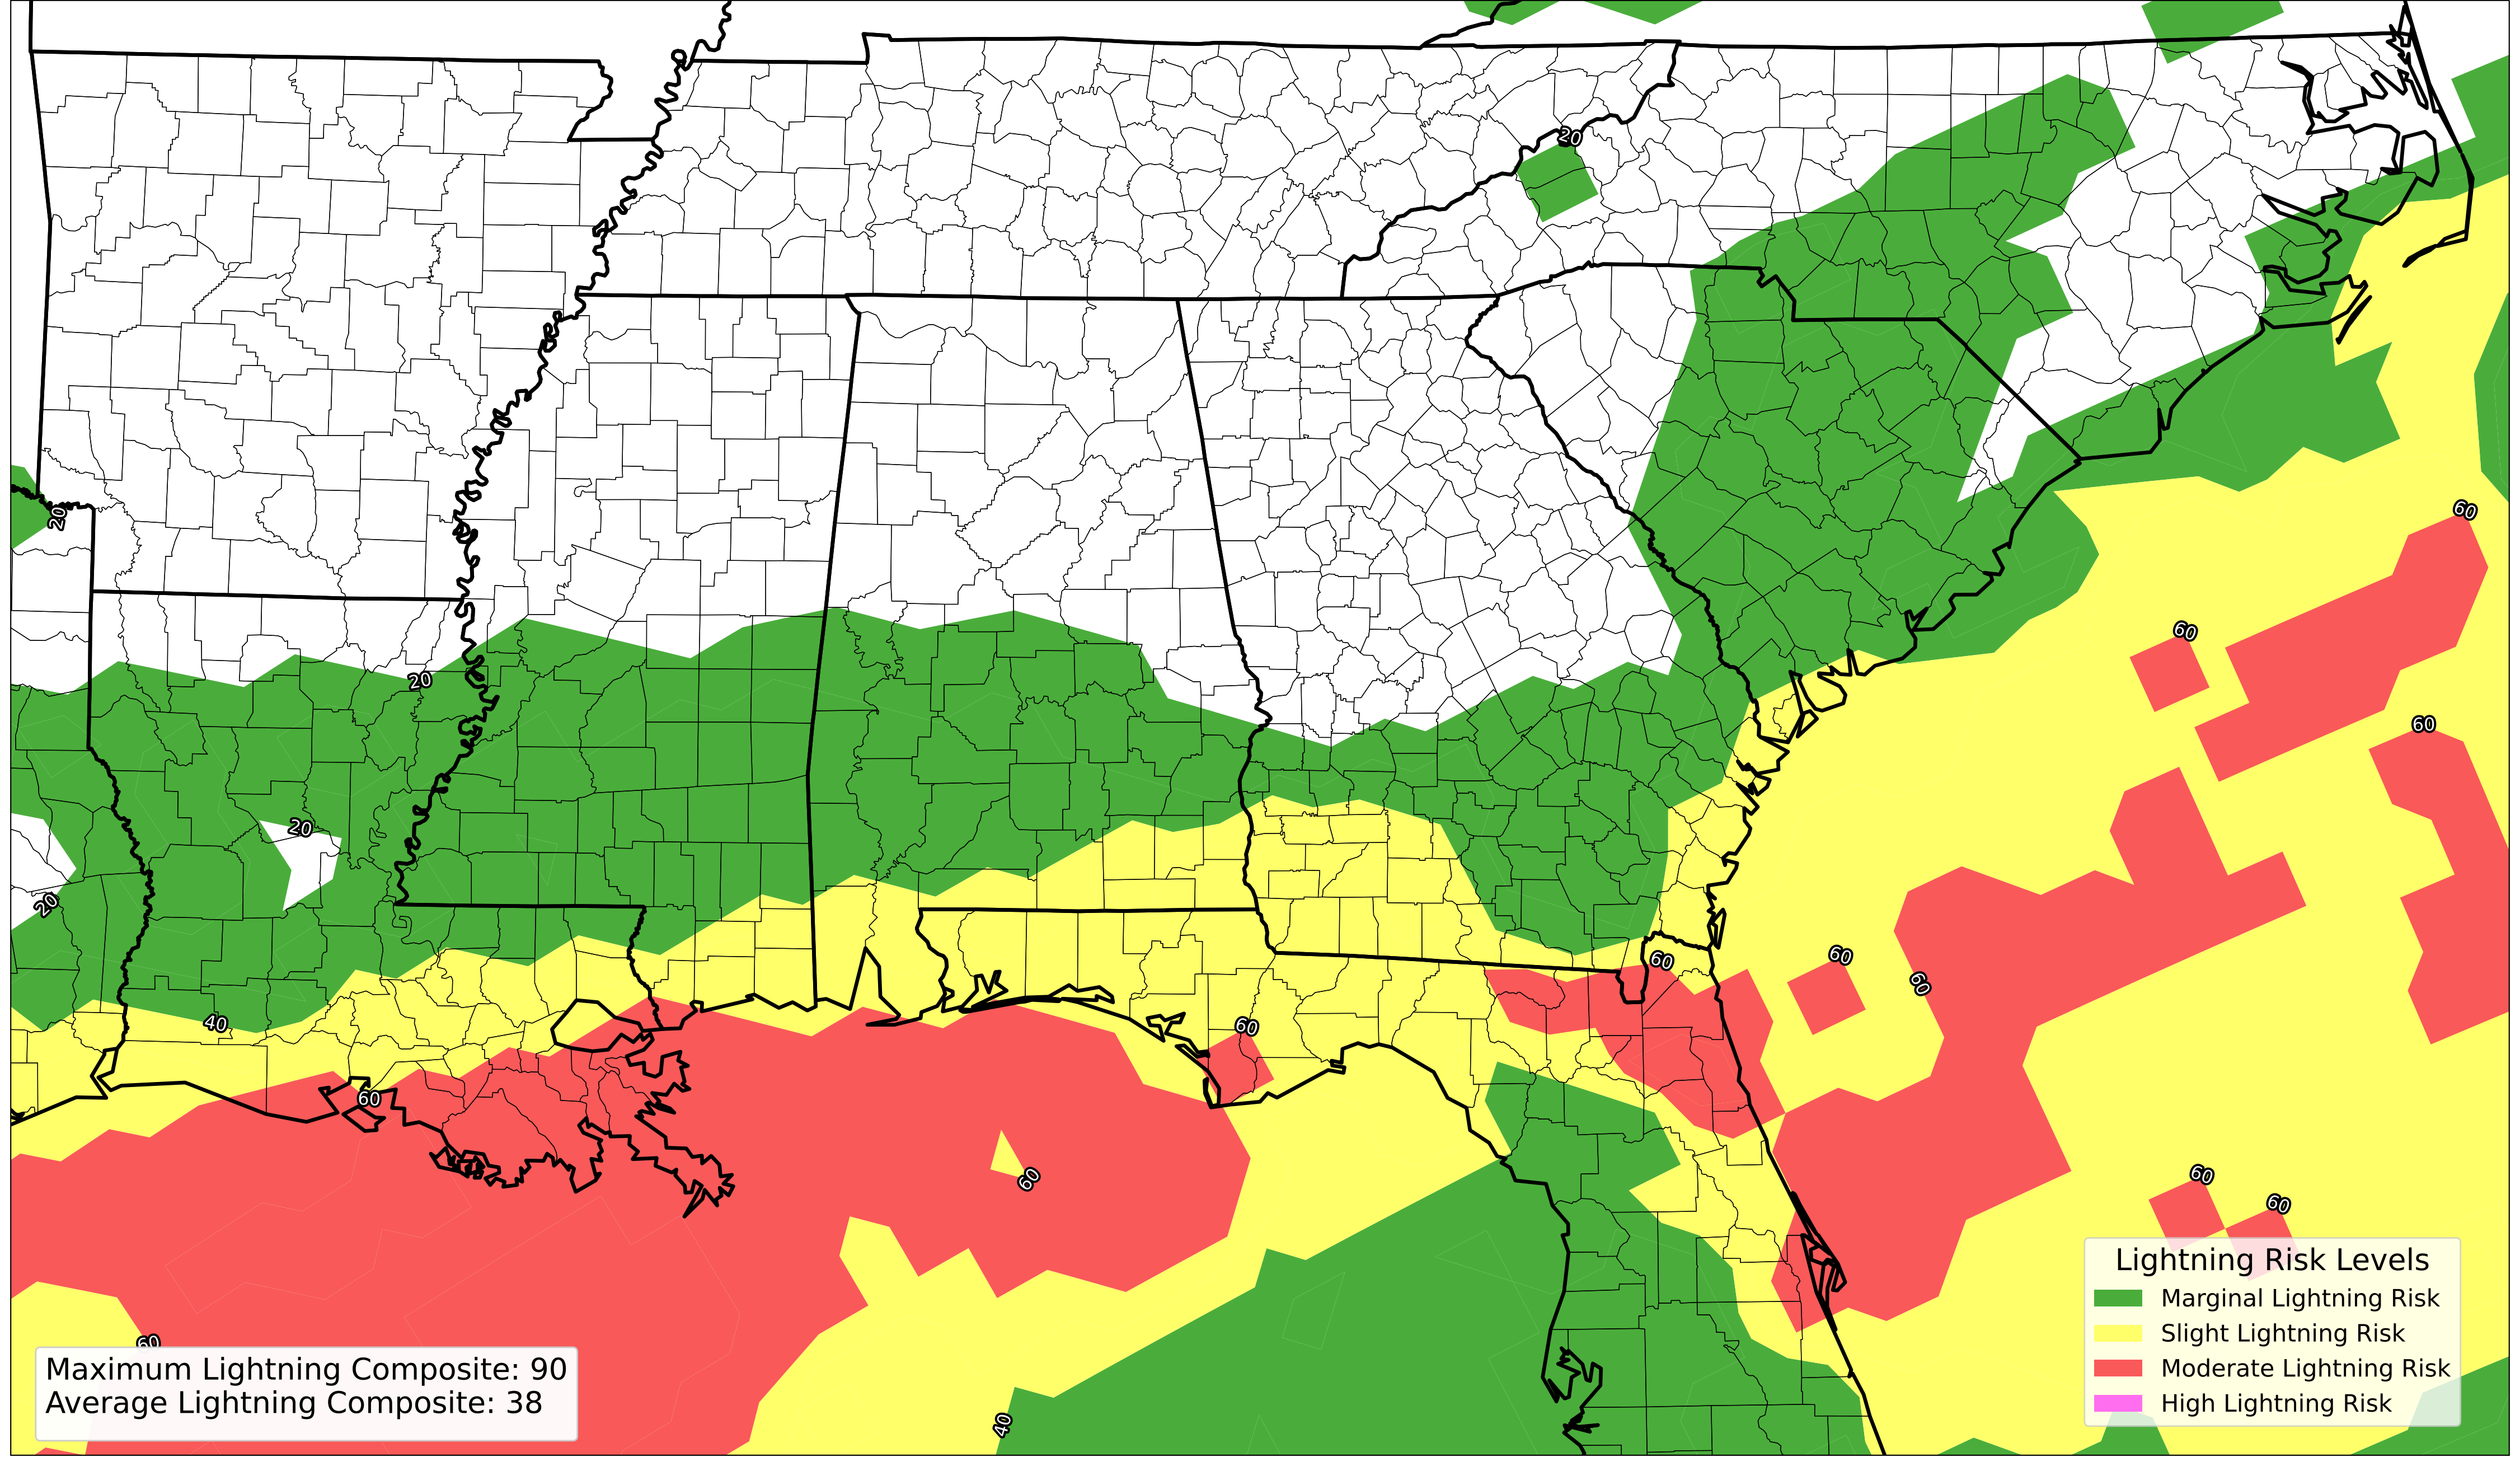 20
20
60
60
20
60
20
20
60
60
60
40
60
60
60
60
60
60
Lightning Risk Levels
Marginal Lightning Risk
Slight Lightning Risk
Moderate Lightning Risk
High Lightning Risk
60
Maximum Lightning Composite: 90
Average Lightning Composite: 38
40